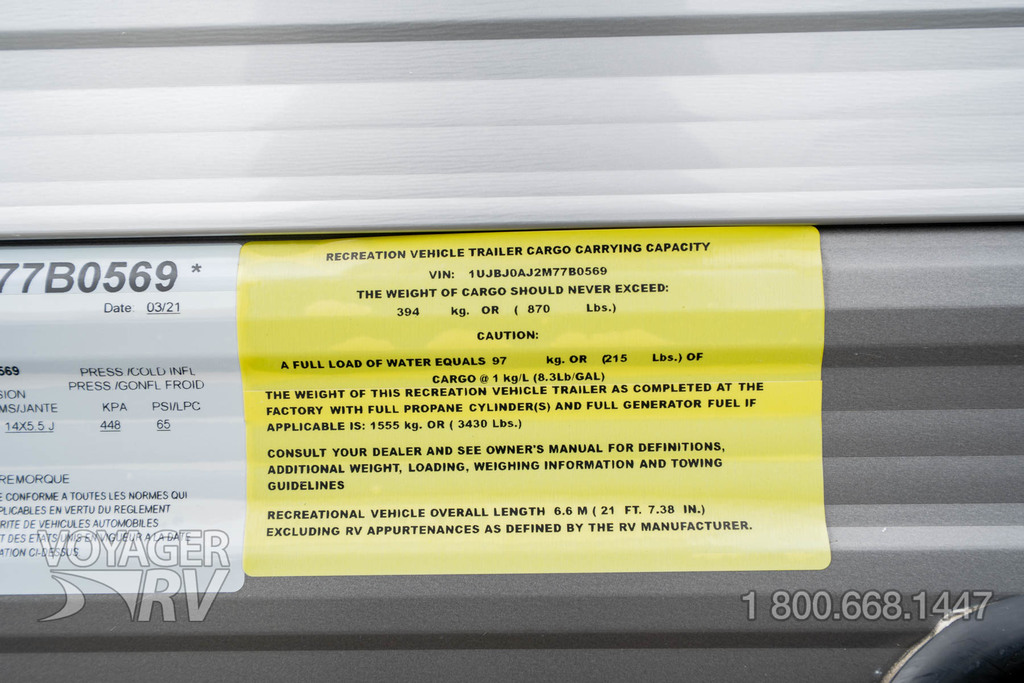 77B0569 *
Date: 03/21
569 PRESS /COLD INFL
PRESS /GONFL FROID
SION
MS/JANTE KPA PSI/LPC
14X5.5 J 448 65
REMORQUE
E CONFORME A TOUTES LES NORMES QUI
PLICABLES EN VERTU DU REGLEMENT
RITE DE VEHICULES AUTOMOBILES
T DES ETATS UNIS EN VIGUEUR A LA DATE
ATION CI-DESSUS
RECREATION VEHICLE TRAILER CARGO CARRYING CAPACITY
VIN: 1UJBJ0AJ2M77B0569
THE WEIGHT OF CARGO SHOULD NEVER EXCEED:
394 kg. OR ( 870 Lbs.)
CAUTION:
A FULL LOAD OF WATER EQUALS 97 kg. OR (215 Lbs.) OF
CARGO @ 1 kg/L (8.3Lb/GAL)
THE WEIGHT OF THIS RECREATION VEHICLE TRAILER AS COMPLETED AT THE
FACTORY WITH FULL PROPANE CYLINDER(S) AND FULL GENERATOR FUEL IF
APPLICABLE IS: 1555 kg. OR ( 3430 Lbs.)
CONSULT YOUR DEALER AND SEE OWNER'S MANUAL FOR DEFINITIONS,
ADDITIONAL WEIGHT, LOADING, WEIGHING INFORMATION AND TOWING
GUIDELINES
RECREATIONAL VEHICLE OVERALL LENGTH 6.6 M ( 21 FT. 7.38 IN.)
EXCLUDING RV APPURTENANCES AS DEFINED BY THE RV MANUFACTURER.
VOYAGER
RV
1 800.668.1447